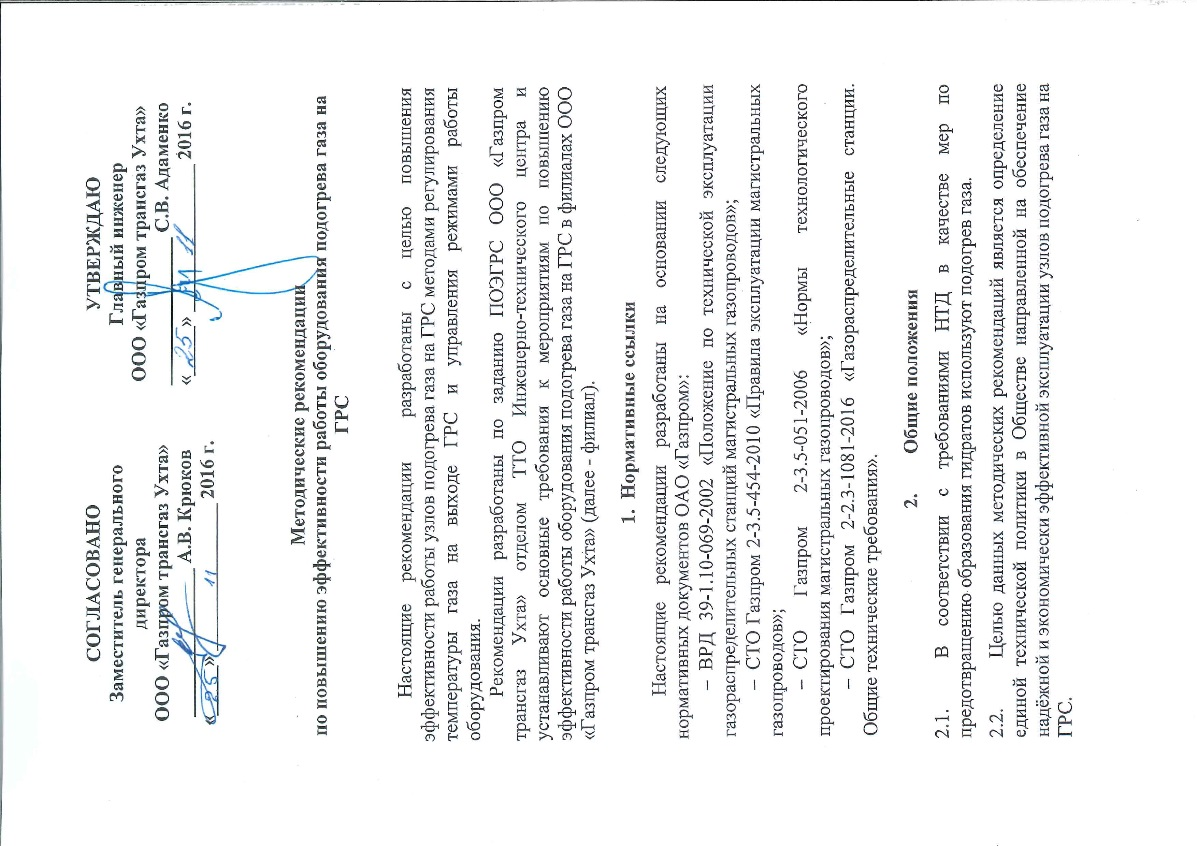 СОГЛАСОВАНО
Заместитель генерального
директора
ООО «Газпром трансгаз Ухта»
А.В. Крюков
«25» 11 2016 г.
УТВЕРЖДАЮ
Главный инженер
ООО «Газпром трансгаз Ухта»
С.В. Адаменко
«25» 11 2016 г.
Методические рекомендации
по повышению эффективности работы оборудования подогрева газа на
ГРС
Настоящие рекомендации разработаны с целью повышения
эффективности работы узлов подогрева газа на ГРС методами регулирования
температуры газа на выходе ГРС и управления режимами работы
оборудования.
Рекомендации разработаны по заданию ПОЭГРС ООО «Газпром
трансгаз Ухта» отделом ТТО Инженерно-технического центра и
устанавливают основные требования к мероприятиям по повышению
эффективности работы оборудования подогрева газа на ГРС в филиалах ООО
«Газпром трансгаз Ухта» (далее - филиал).
1. Нормативные ссылки
Настоящие рекомендации разработаны на основании следующих
нормативных документов ОАО «Газпром»:
– ВРД 39-1.10-069-2002 «Положение по технической эксплуатации
газораспределительных станций магистральных газопроводов»;
– СТО Газпром 2-3.5-454-2010 «Правила эксплуатации магистральных
газопроводов»;
– СТО Газпром 2-3.5-051-2006 «Нормы технологического
проектирования магистральных газопроводов»;
– СТО Газпром 2-2.3-1081-2016 «Газораспределительные станции.
Общие технические требования».
2. Общие положения
2.1. В соответствии с требованиями НТД в качестве мер по
предотвращению образования гидратов используют подогрев газа.
2.2. Целью данных методических рекомендаций является определение
единой технической политики в Обществе направленной на обеспечение
надёжной и экономически эффективной эксплуатации узлов подогрева газа на
ГРС.